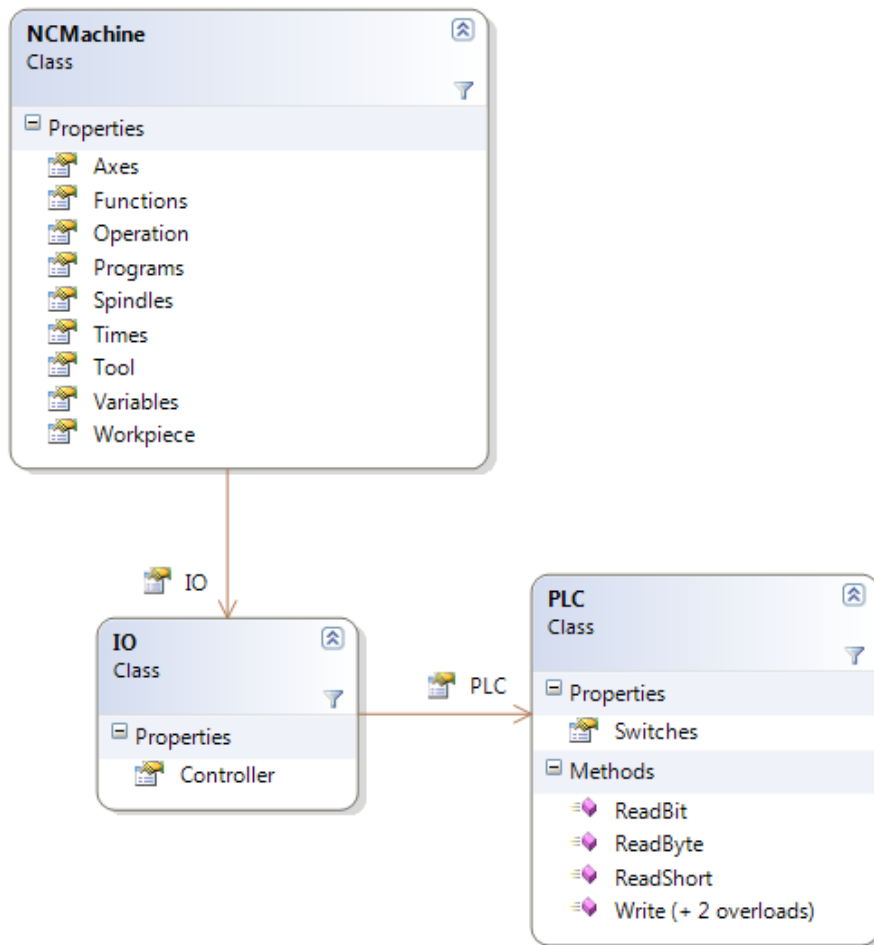 NCMachine
Class
Properties
Axes
Functions
Operation
Programs
Spindles
Times
Tool
Variables
Workpiece
IO
IO
Class
Properties
Controller
PLC
PLC
Class
Properties
Switches
Methods
ReadBit
ReadByte
ReadShort
Write (+ 2 overloads)